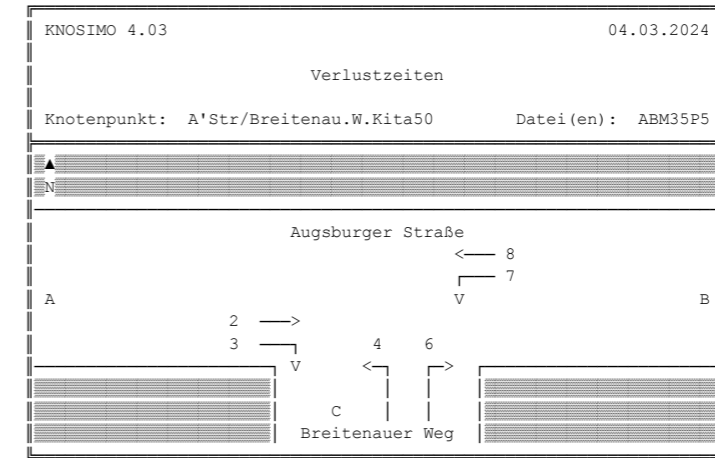 KNOSIMO 4.03 04.03.2024
Verlustzeiten
Knotenpunkt: A'Str/Breitenau.W.Kita50 Datei(en): ABM35P5
N
Augsburger Straße
8
7
A V B
2
3 4 6
V
C
Breitenauer Weg